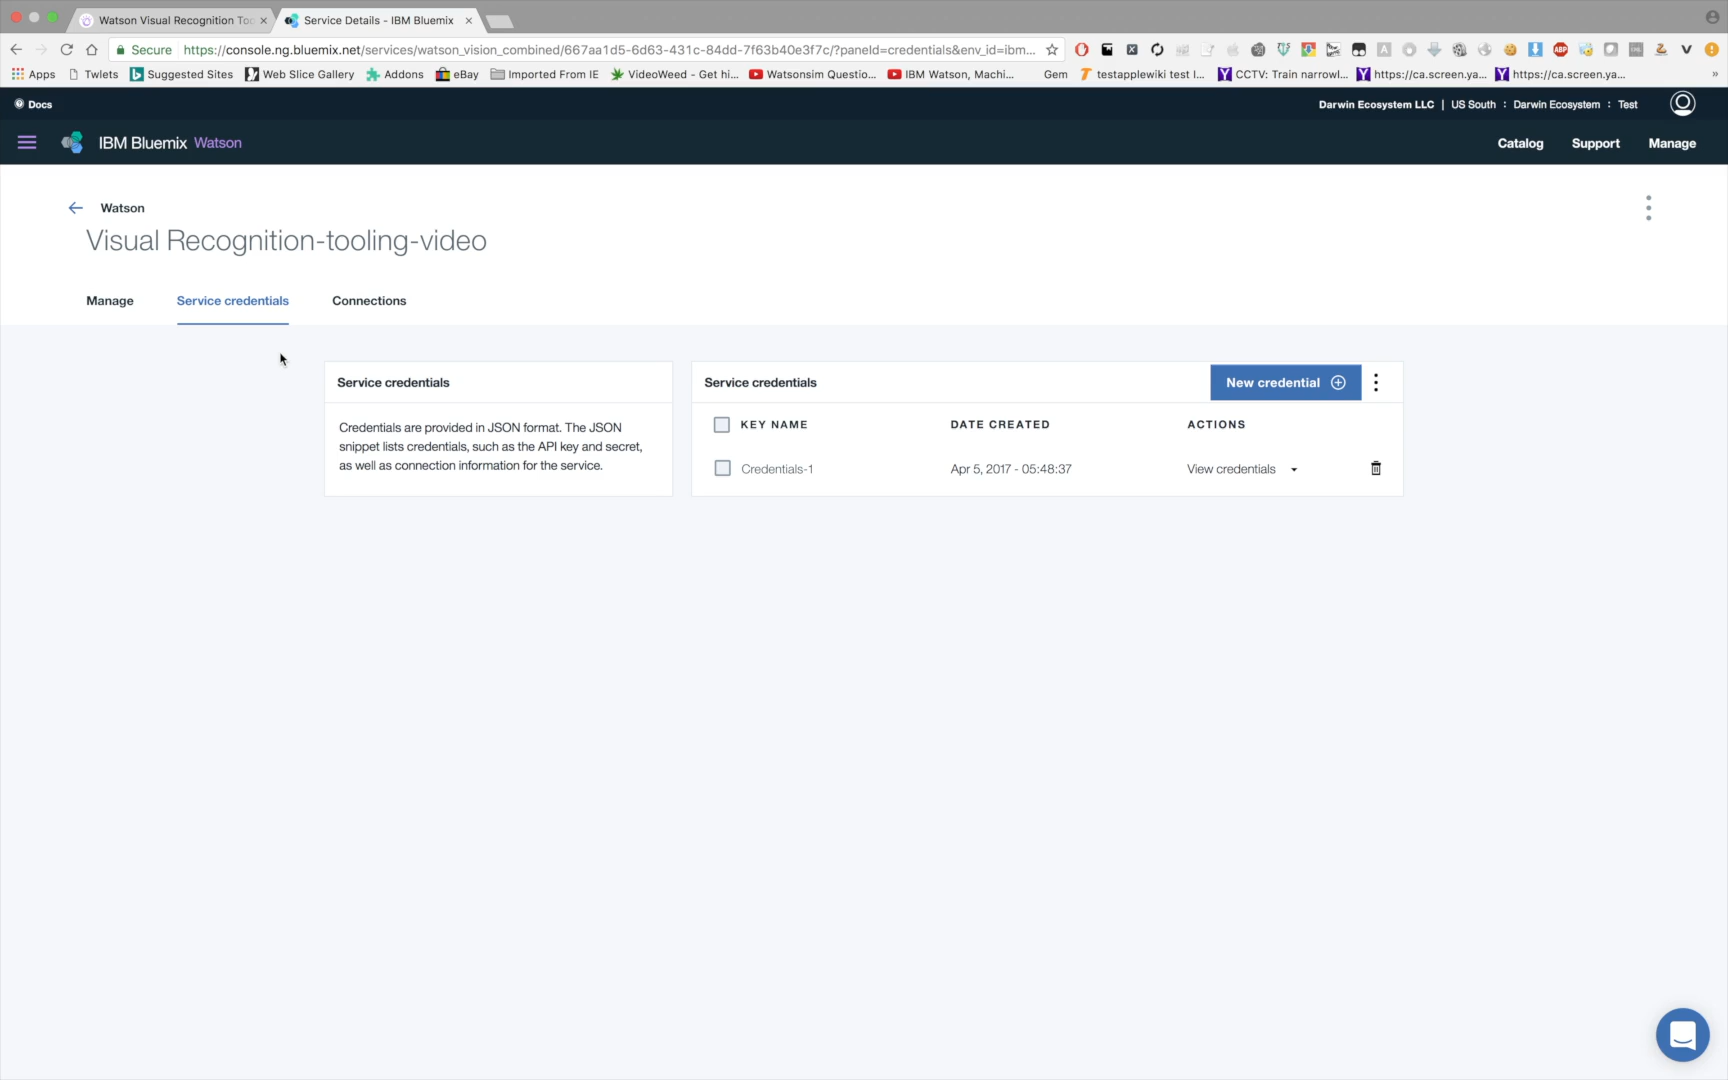 Watson Visual Recognition Too
Service Details - IBM Bluemix
Secure https://console.ng.bluemix.net/services/watson_vision_combined/667aa1d5-6d63-431c-84dd-7f63b40e3f7c/?paneId=credentials&env_id=ibm...
Apps Twlets Suggested Sites Web Slice Gallery Addons eBay Imported From IE VideoWeed - Get hi... Watsonsim Questio... IBM Watson, Machi... Gem testapplewiki test l... CCTV: Train narrowl... https://ca.screen.ya... https://ca.screen.ya... »
Docs
Darwin Ecosystem LLC | US South : Darwin Ecosystem : Test
IBM Bluemix Watson
Catalog Support Manage
Watson
Visual Recognition-tooling-video
Manage Service credentials Connections
Service credentials
Credentials are provided in JSON format. The JSON
snippet lists credentials, such as the API key and secret,
as well as connection information for the service.
Service credentials
New credential
KEY NAME DATE CREATED ACTIONS
Credentials-1 Apr 5, 2017 - 05:48:37 View credentials